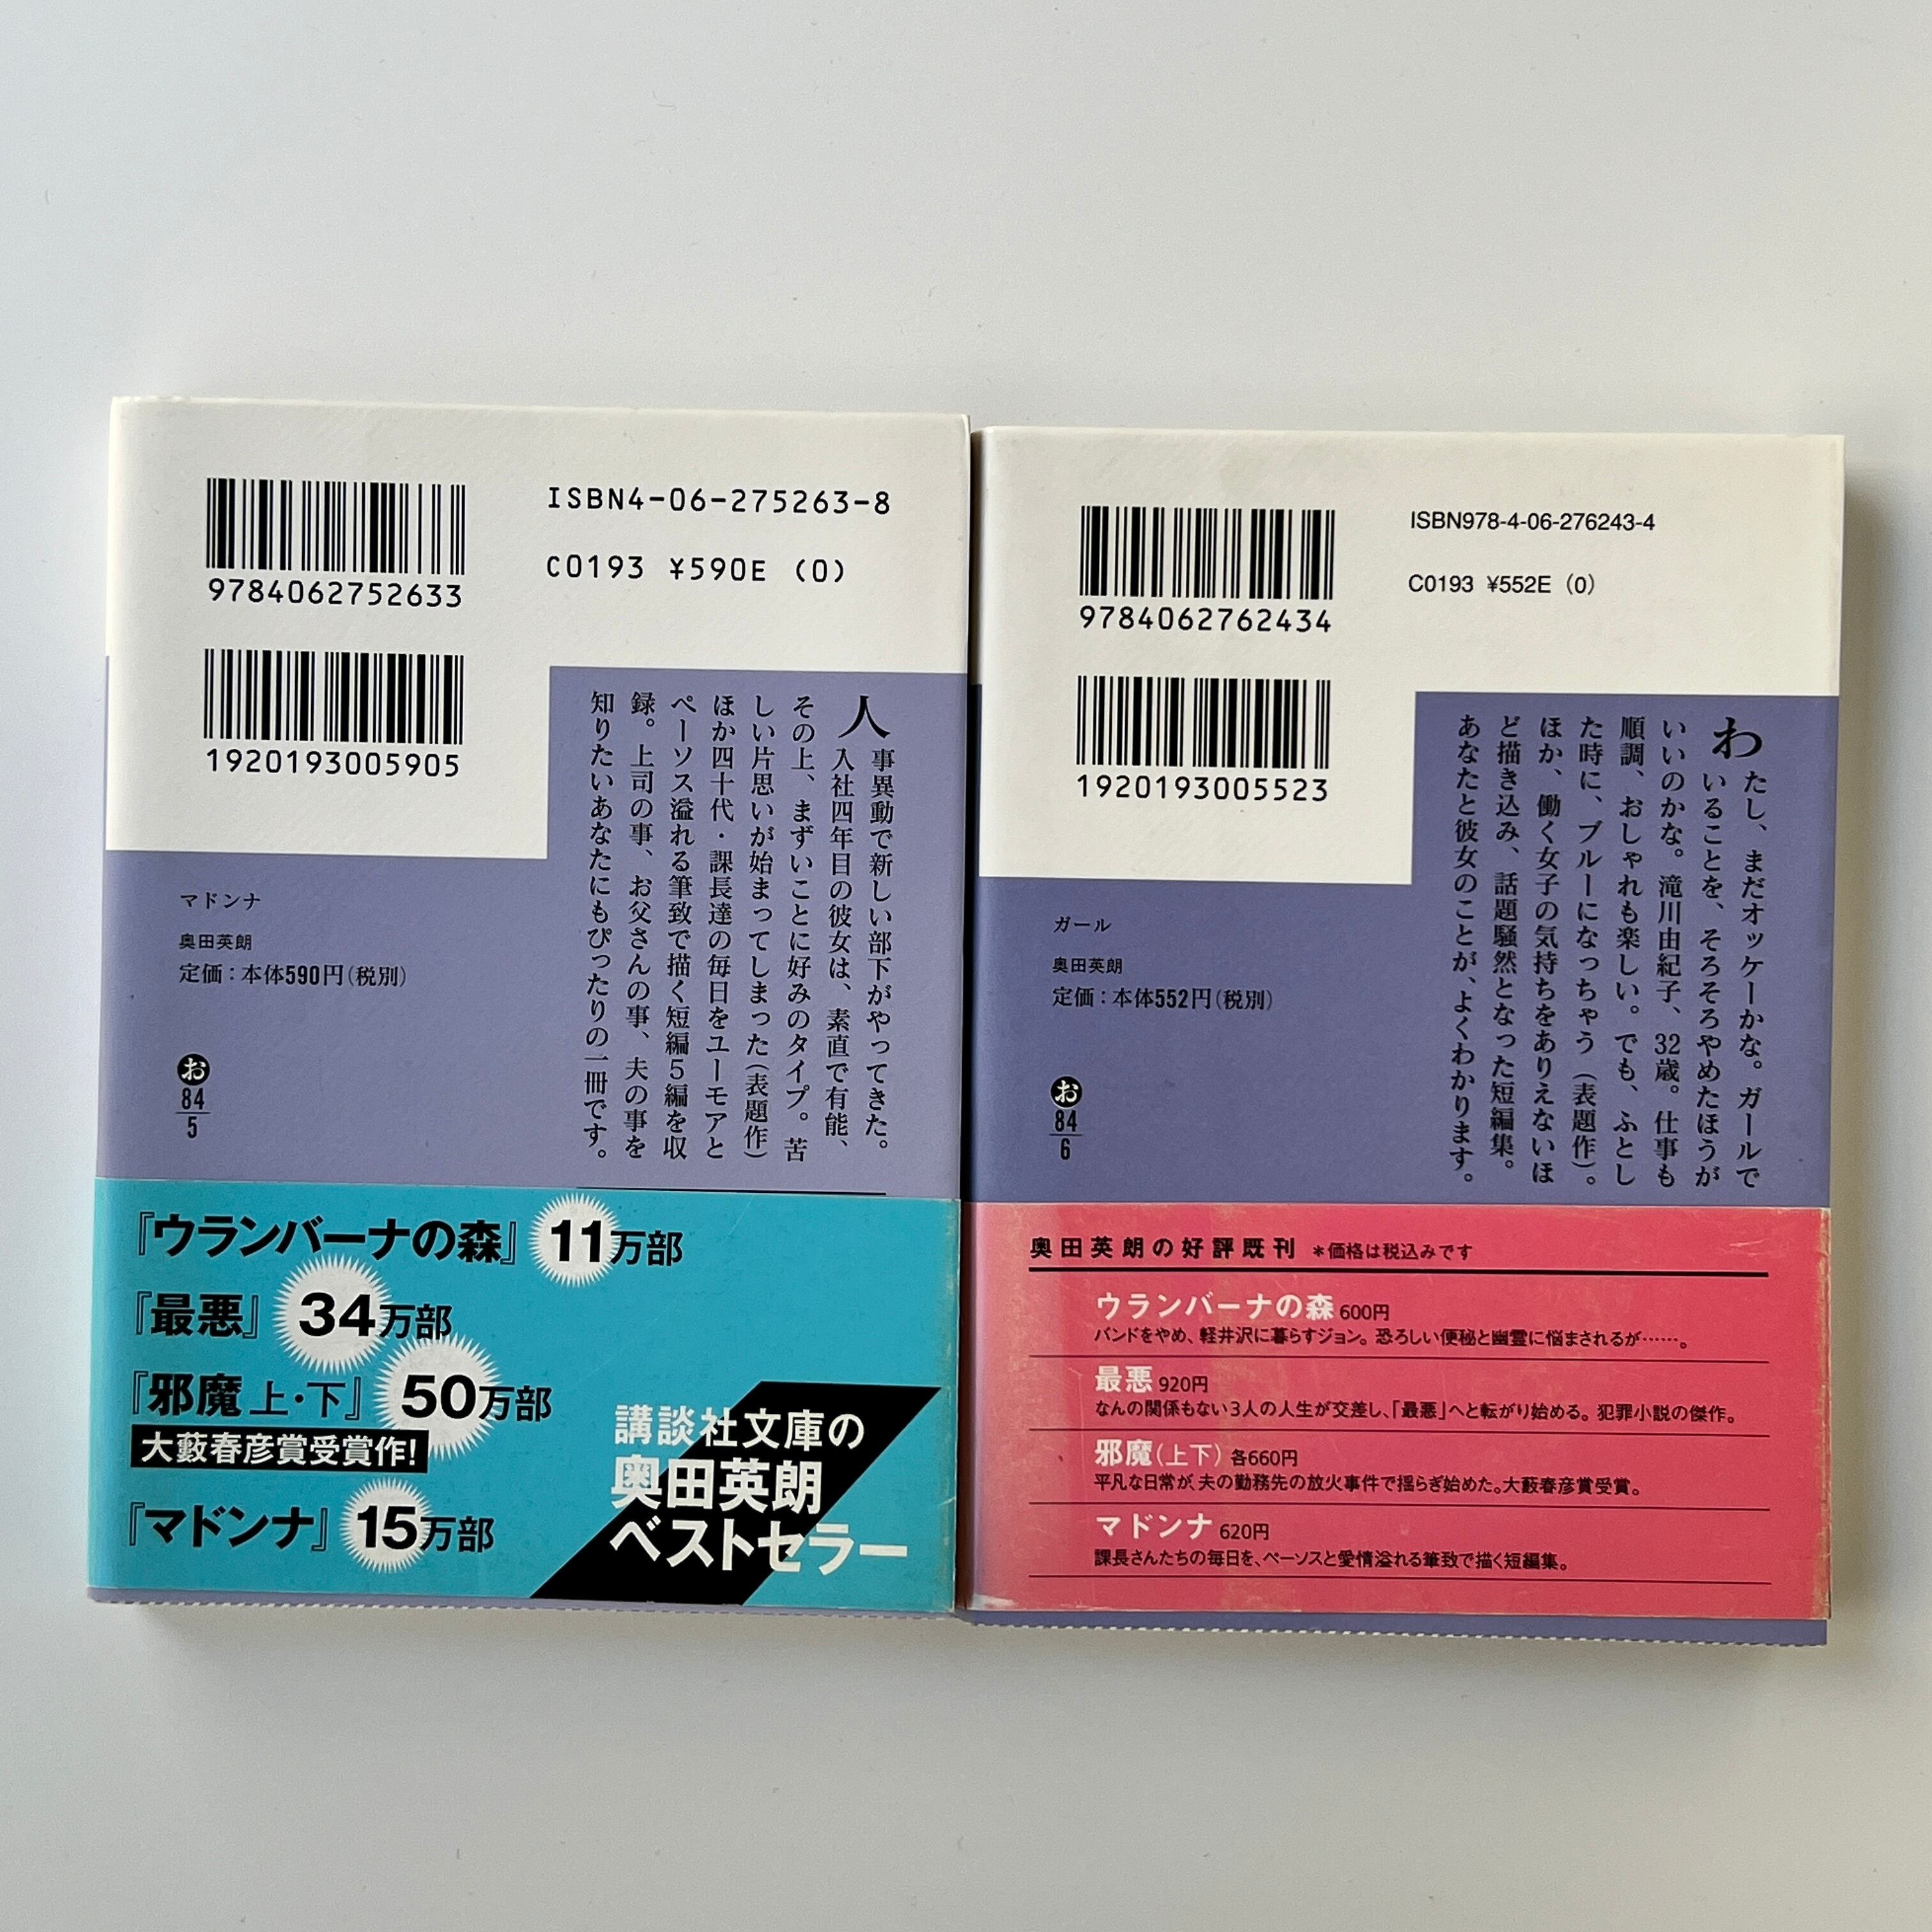 ISBN4-06-275263-8
C0193 ¥590E (0)
9784062752633
1920193005905
人事異動で新しい部下がやってきた。
入社四年目の彼女は、素直で有能、
その上、まずいことに好みのタイプ。苦
しい片思いが始まってしまった(表題作)
ほか四十代・課長達の毎日をユーモアと
ペーソス溢れる筆致で描く短編5編を収
録。上司の事、お父さんの事、夫の事を
知りたいあなたにもぴったりの一冊です。
マドンナ
奥田英朗
定価:本体590円(税別)
お
84
5
『ウランバーナの森』11万部
『最悪』34万部
『邪魔 上・下』50万部
大藪春彦賞受賞作!
『マドンナ』15万部
講談社文庫の
奥田英朗
ベストセラー
ISBN978-4-06-276243-4
C0193 ¥552E (0)
9784062762434
1920193005523
わたし、まだオッケーかな。ガールで
いることを、そろそろやめたほうが
いいのかな。滝川由紀子、32歳。仕事も
順調、おしゃれも楽しい。でも、ふとし
た時に、ブルーになっちゃう(表題作)。
ほか、働く女子の気持ちをありえないほ
ど描き込み、話題騒然となった短編集。
あなたと彼女のことが、よくわかります。
ガール
奥田英朗
定価:本体552円(税別)
お
84
6
奥田英朗の好評既刊 *価格は税込みです
ウランバーナの森 600円
バンドをやめ、軽井沢に暮らすジョン。恐ろしい便秘と幽霊に悩まされるが……。
最悪 920円
なんの関係もない3人の人生が交差し、「最悪」へと転がり始める。犯罪小説の傑作。
邪魔(上下) 各660円
平凡な日常が、夫の勤務先の放火事件で揺らぎ始めた。大藪春彦賞受賞。
マドンナ 620円
課長さんたちの毎日を、ペーソスと愛情溢れる筆致で描く短編集。